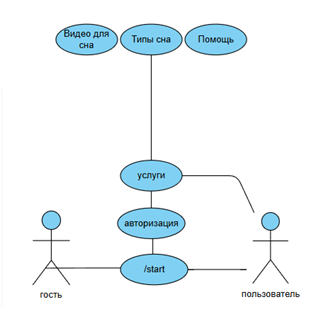 Видео для
сна
Типы сна
Помощь
услуги
авторизация
/start
гость
пользователь